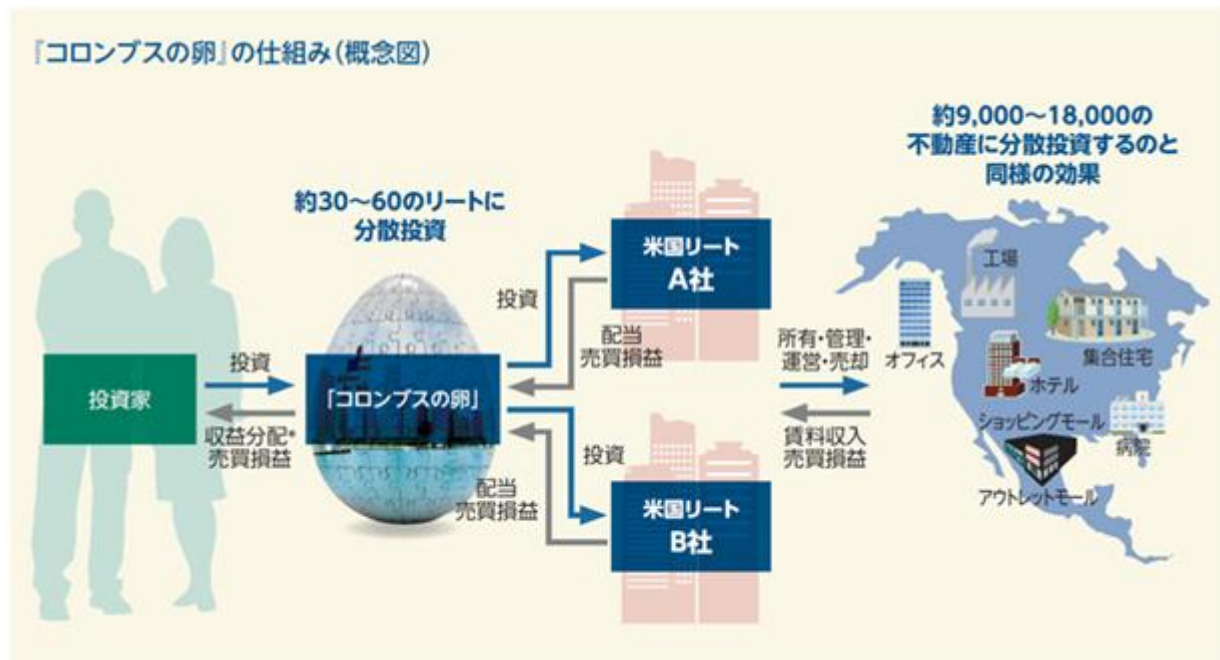 『コロンブスの卵』の仕組み(概念図)
約9,000〜18,000の
不動産に分散投資するのと
同様の効果
約30〜60のリートに
分散投資
米国リート
A社
投資
配当
売買損益
投資家
投資
収益分配*
売買損益
「コロンブスの卵」
投資
配当
売買損益
米国リート
B社
所有・管理・
運営・売却
賃料収入
売買損益
工場
オフィス
集合住宅
ホテル
ショッピングモール
病院
アウトレットモール